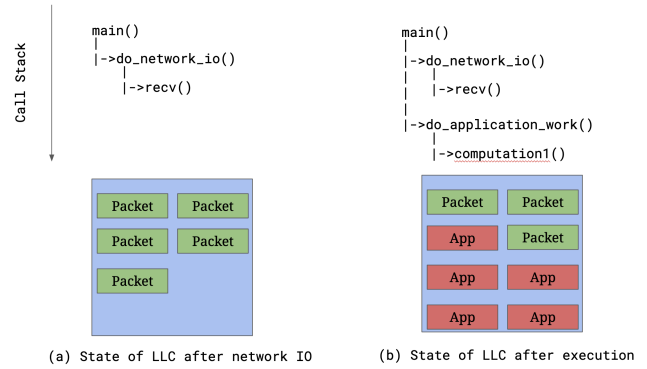 Call Stack
main()
|
|->do_network_io()
|
|->recv()
Packet Packet
Packet Packet
Packet
(a) State of LLC after network IO
main()
|
|->do_network_io()
| |
| |->recv()
|
|->do_application_work()
|
|->computation1()
Packet Packet
App Packet
App App
App App
(b) State of LLC after execution